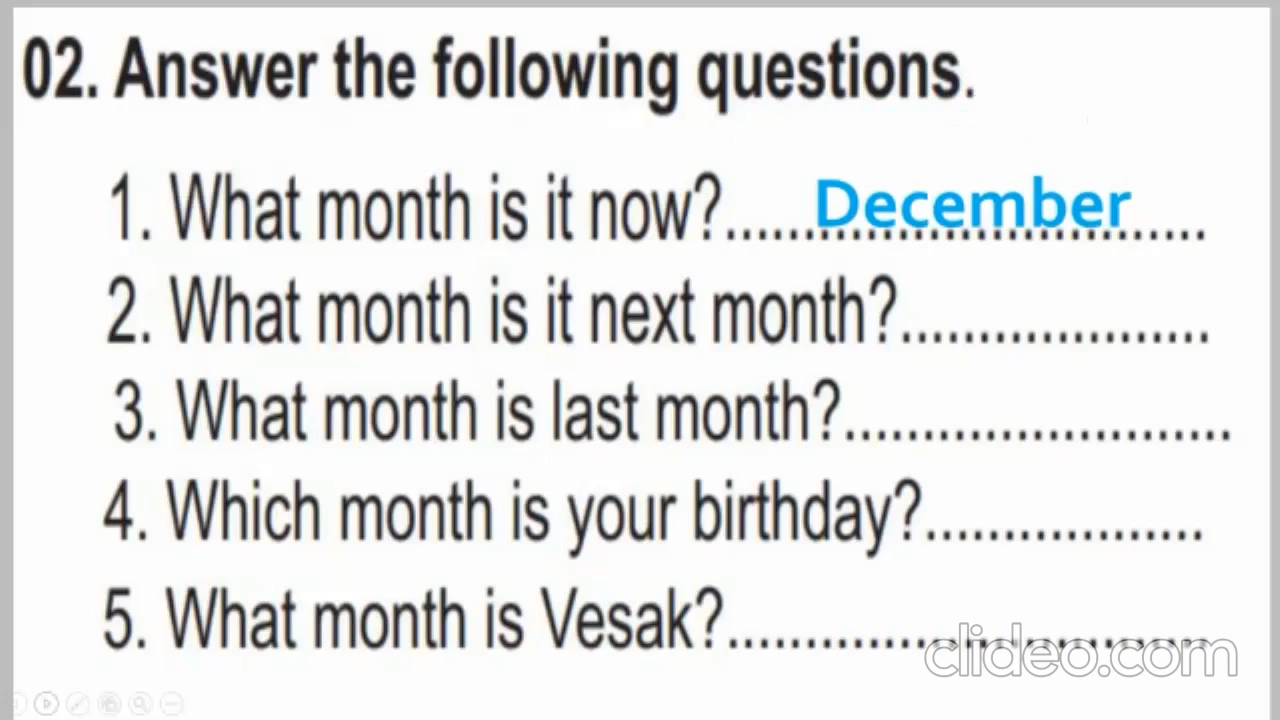 02. Answer the following questions.
1. What month is it now?............................... December
2. What month is it next month?....................
3. What month is last month?.........................
4. Which month is your birthday?..................
5. What month is Vesak?...............................
clideo.com